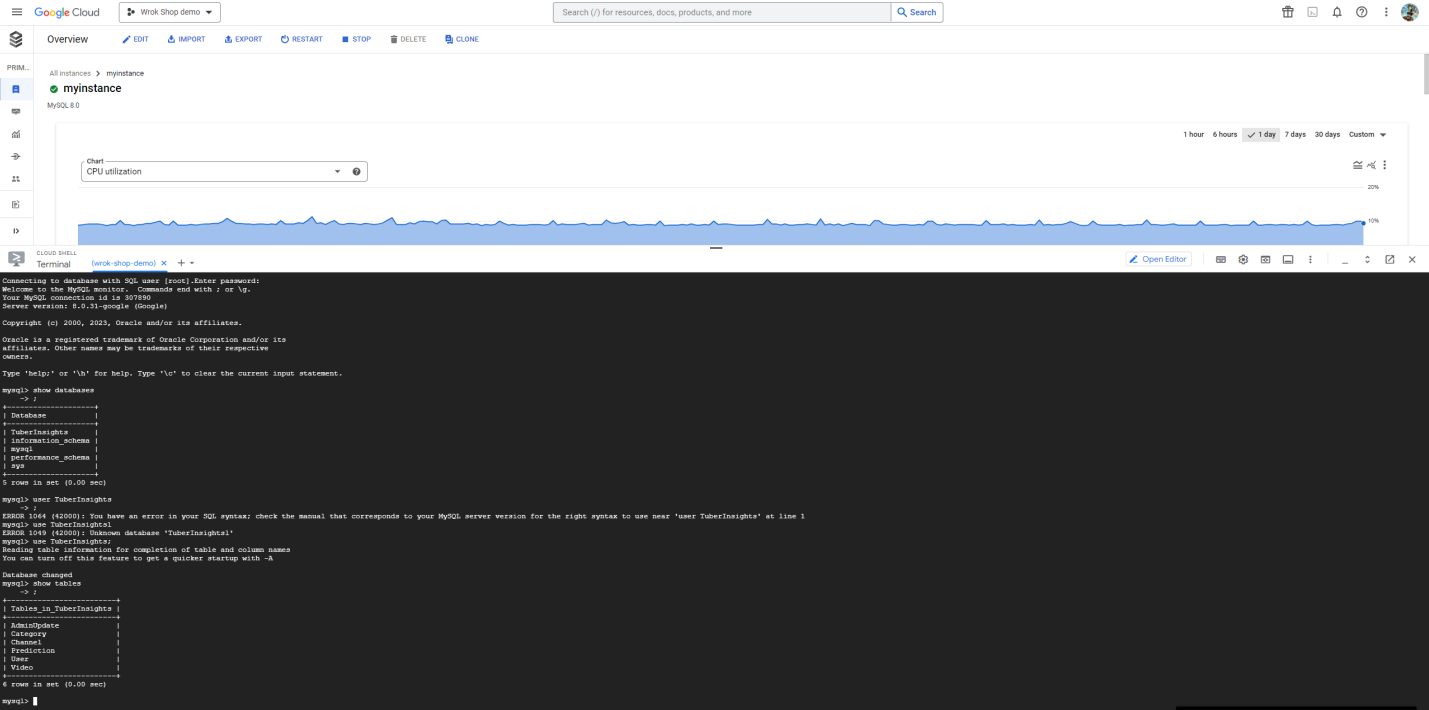 Google Cloud
Wrok Shop demo
Search (/) for resources, docs, products, and more
Search
Overview
EDIT
IMPORT
EXPORT
RESTART
STOP
DELETE
CLONE
PRIM...
All instances > myinstance
myinstance
MySQL 8.0
1 hour
6 hours
1 day
7 days
30 days
Custom
Chart
CPU utilization
20%
10%
CLOUD SHELL
Terminal
(wrok-shop-demo)
Open Editor
Connecting to database with SQL user [root].Enter password:
Welcome to the MySQL monitor.  Commands end with ; or \g.
Your MySQL connection id is 307890
Server version: 8.0.31-google (Google)
Copyright (c) 2000, 2023, Oracle and/or its affiliates.
Oracle is a registered trademark of Oracle Corporation and/or its
affiliates. Other names may be trademarks of their respective
owners.
Type 'help;' or '\h' for help. Type '\c' to clear the current input statement.
mysql> show databases
    -> ;
+--------------------+
| Database           |
+--------------------+
| TuberInsights      |
| information_schema |
| mysql              |
| performance_schema |
| sys                |
+--------------------+
5 rows in set (0.00 sec)
mysql> user TuberInsights
    -> ;
ERROR 1064 (42000): You have an error in your SQL syntax; check the manual that corresponds to your MySQL server version for the right syntax to use near 'user TuberInsights' at line 1
mysql> use TuberInsightsl
ERROR 1049 (42000): Unknown database 'TuberInsightsl'
mysql> use TuberInsights;
Reading table information for completion of table and column names
You can turn off this feature to get a quicker startup with -A
Database changed
mysql> show tables
    -> ;
+-------------------------+
| Tables_in_TuberInsights |
+-------------------------+
| AdminUpdate             |
| Category                |
| Channel                 |
| Prediction              |
| User                    |
| Video                   |
+-------------------------+
6 rows in set (0.00 sec)
mysql>